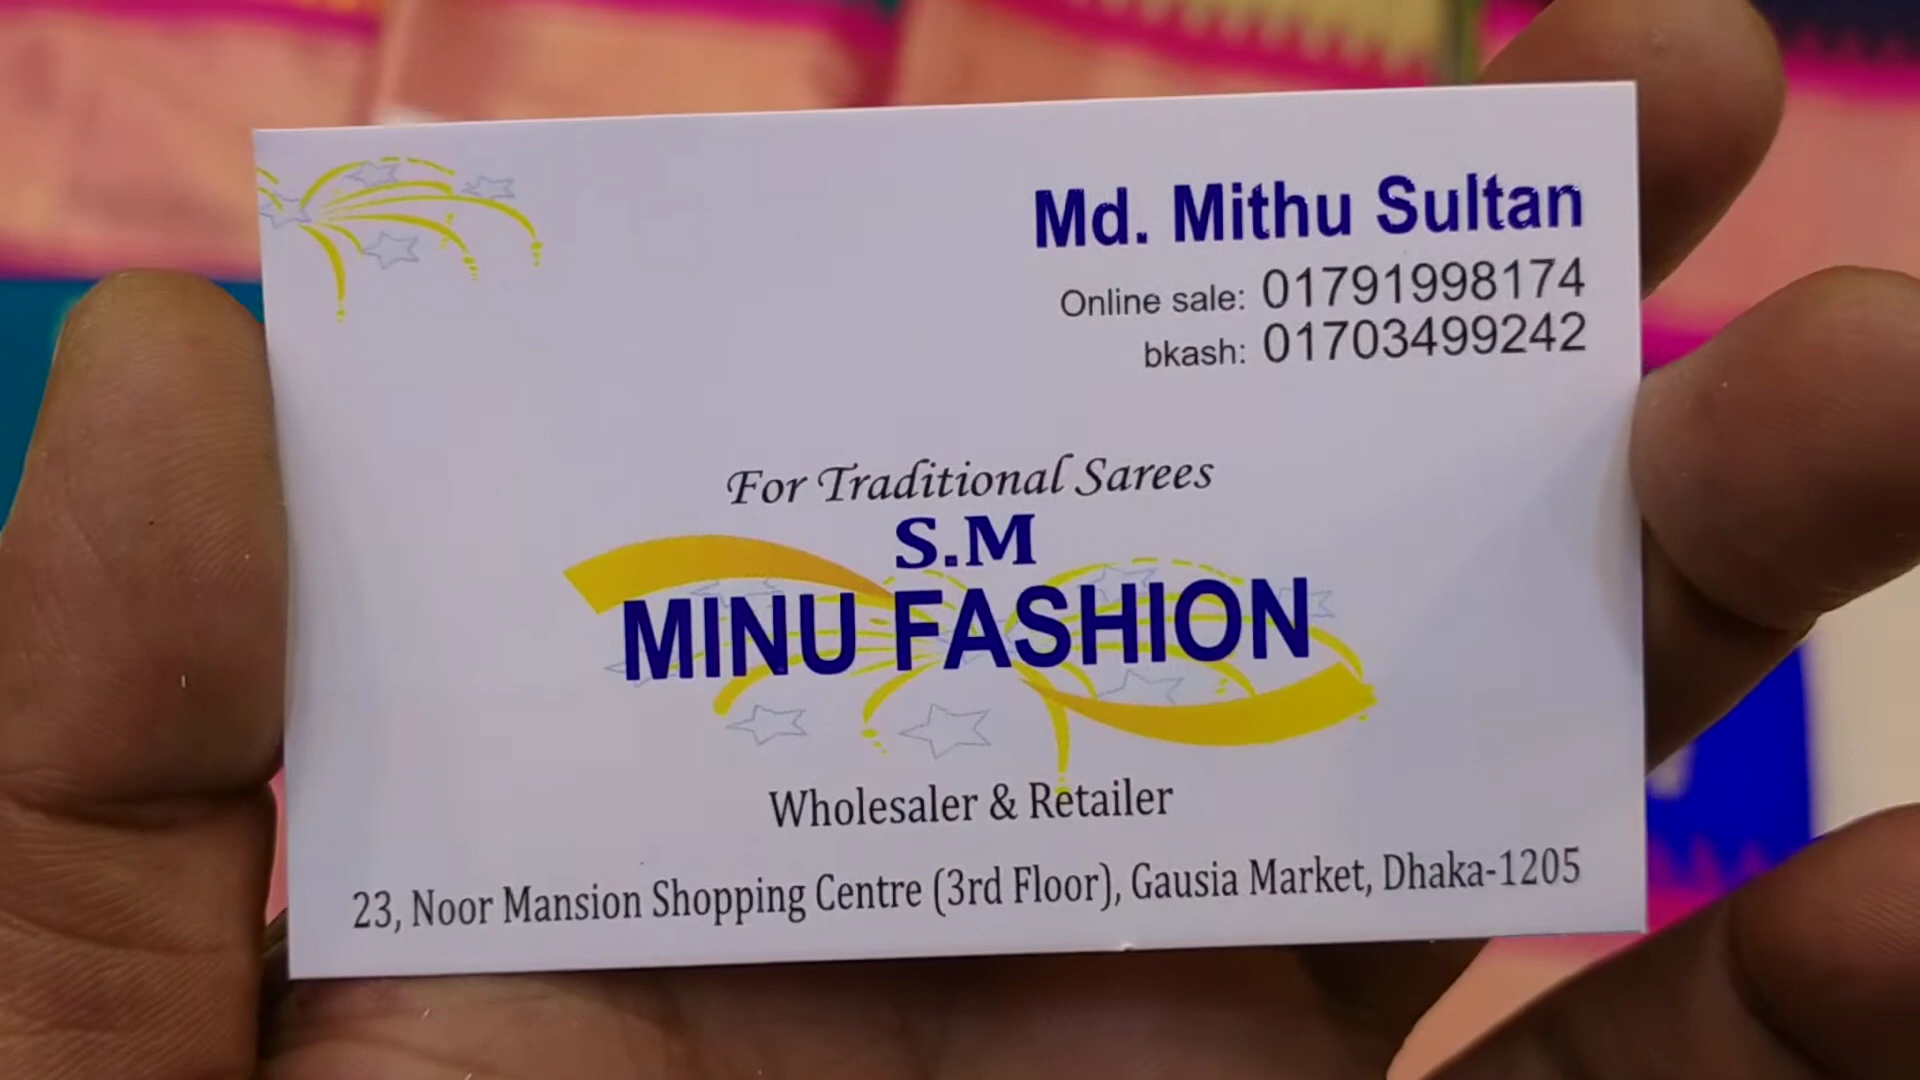 Md. Mithu Sultan
Online sale: 01791998174
bkash: 01703499242
For Traditional Sarees
S.M
MINU FASHION
Wholesaler & Retailer
23, Noor Mansion Shopping Centre (3rd Floor), Gausia Market, Dhaka-1205